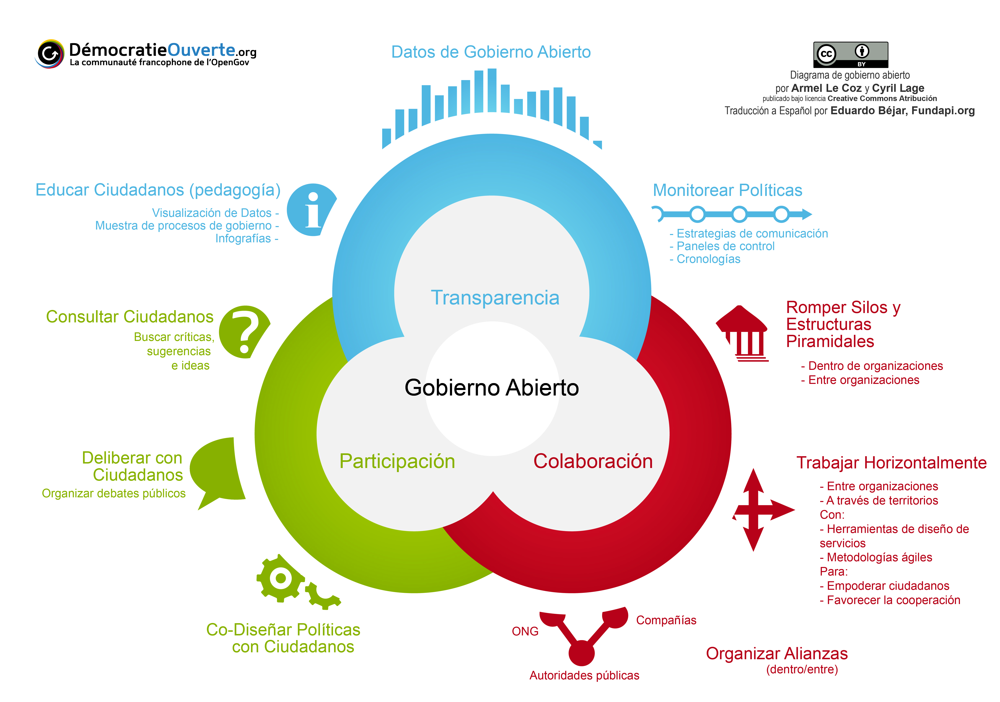 DémocratieOuverte.org
La communauté francophone de l'OpenGov
Datos de Gobierno Abierto
cc
BY
Diagrama de gobierno abierto
por Armel Le Coz y Cyril Lage
publicado bajo licencia Creative Commons Atribución
Traducción a Español por Eduardo Béjar, Fundapi.org
Educar Ciudadanos (pedagogía)
Visualización de Datos -
Muestra de procesos de gobierno -
Infografías -
i
Monitorear Políticas
- Estrategias de comunicación
- Paneles de control
- Cronologías
Transparencia
Consultar Ciudadanos
Buscar críticas,
sugerencias
e ideas
?
Romper Silos y
Estructuras
Piramidales
- Dentro de organizaciones
- Entre organizaciones
Gobierno Abierto
Participación
Colaboración
Deliberar con
Ciudadanos
Organizar debates públicos
Trabajar Horizontalmente
- Entre organizaciones
- A través de territorios
Con:
- Herramientas de diseño de
servicios
- Metodologías ágiles
Para:
- Empoderar ciudadanos
- Favorecer la cooperación
Co-Diseñar Políticas
con Ciudadanos
ONG
Compañías
Autoridades públicas
Organizar Alianzas
(dentro/entre)